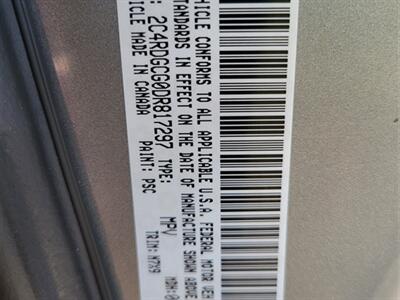 VEHICLE CONFORMS TO ALL APPLICABLE U.S.A. FEDERAL MOTOR VEH
STANDARDS IN EFFECT ON THE DATE OF MANUFACTURE SHOWN ABOVE.
: 2C4RDGCG0DR817297 TYPE: MPV
VEHICLE MADE IN CANADA PAINT: PSC TRIM: M7X9